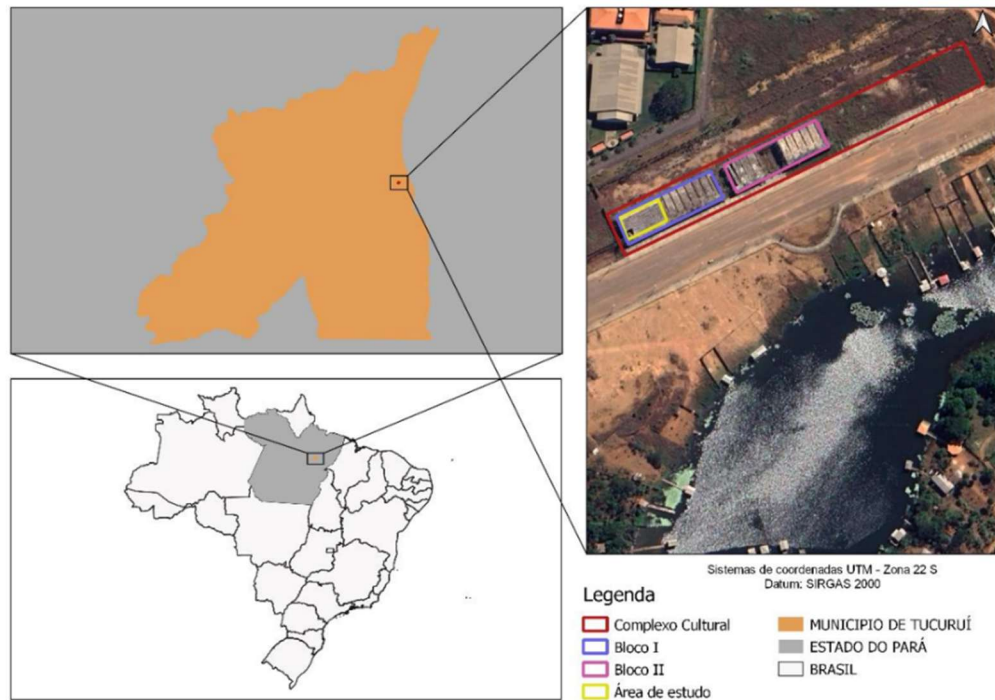 Sistemas de coordenadas UTM - Zona 22 S
Datum: SIRGAS 2000
Legenda
Complexo Cultural
Bloco I
Bloco II
Área de estudo
MUNICIPIO DE TUCURUÍ
ESTADO DO PARÁ
BRASIL